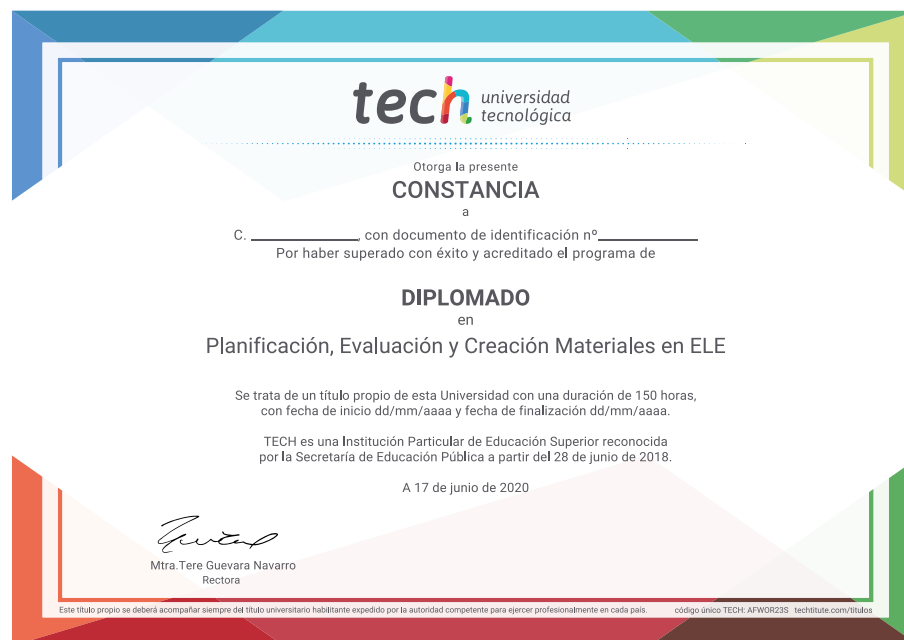 tech universidad
tecnológica
Otorga la presente
CONSTANCIA
a
C. ____________, con documento de identificación nº____________
Por haber superado con éxito y acreditado el programa de
DIPLOMADO
en
Planificación, Evaluación y Creación Materiales en ELE
Se trata de un título propio de esta Universidad con una duración de 150 horas,
con fecha de inicio dd/mm/aaaa y fecha de finalización dd/mm/aaaa.
TECH es una Institución Particular de Educación Superior reconocida
por la Secretaría de Educación Pública a partir del 28 de junio de 2018.
A 17 de junio de 2020
Mtra.Tere Guevara Navarro
Rectora
Este título propio se deberá acompañar siempre del título universitario habilitante expedido por la autoridad competente para ejercer profesionalmente en cada país. código único TECH: AFWOR23S techtitute.com/titulos